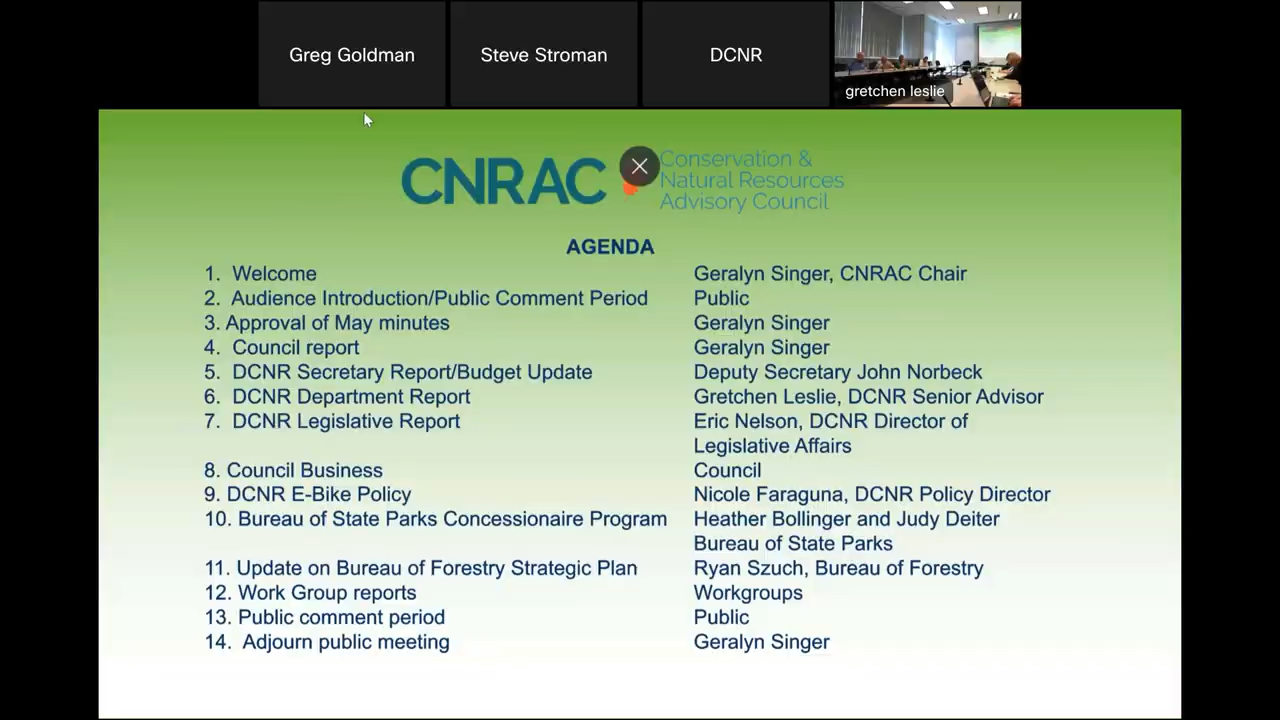 Greg Goldman
Steve Stroman
DCNR
gretchen leslie
CNRAC
Conservation &
Natural Resources
Advisory Council
AGENDA
1. Welcome Geralyn Singer, CNRAC Chair
2. Audience Introduction/Public Comment Period Public
3. Approval of May minutes Geralyn Singer
4. Council report Geralyn Singer
5. DCNR Secretary Report/Budget Update Deputy Secretary John Norbeck
6. DCNR Department Report Gretchen Leslie, DCNR Senior Advisor
7. DCNR Legislative Report Eric Nelson, DCNR Director of
Legislative Affairs
8. Council Business Council
9. DCNR E-Bike Policy Nicole Faraguna, DCNR Policy Director
10. Bureau of State Parks Concessionaire Program Heather Bollinger and Judy Deiter
Bureau of State Parks
11. Update on Bureau of Forestry Strategic Plan Ryan Szuch, Bureau of Forestry
12. Work Group reports Workgroups
13. Public comment period Public
14. Adjourn public meeting Geralyn Singer